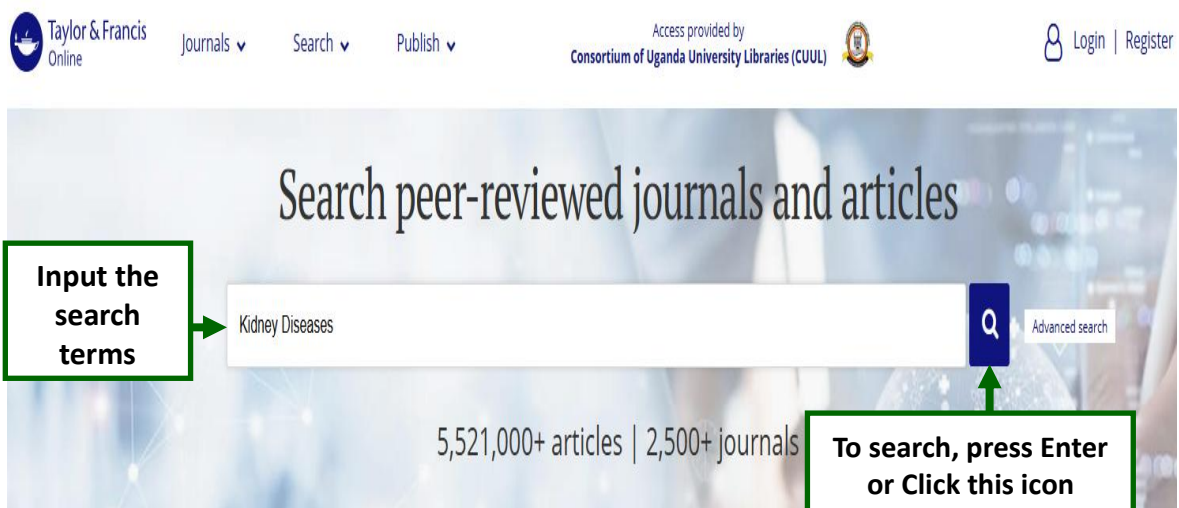 Taylor & Francis
Online
Journals
Search
Publish
Access provided by
Consortium of Uganda University Libraries (CUUL)
Login | Register
Search peer-reviewed journals and articles
Input the
search
terms
Kidney Diseases
Advanced search
5,521,000+ articles | 2,500+ journals
To search, press Enter
or Click this icon